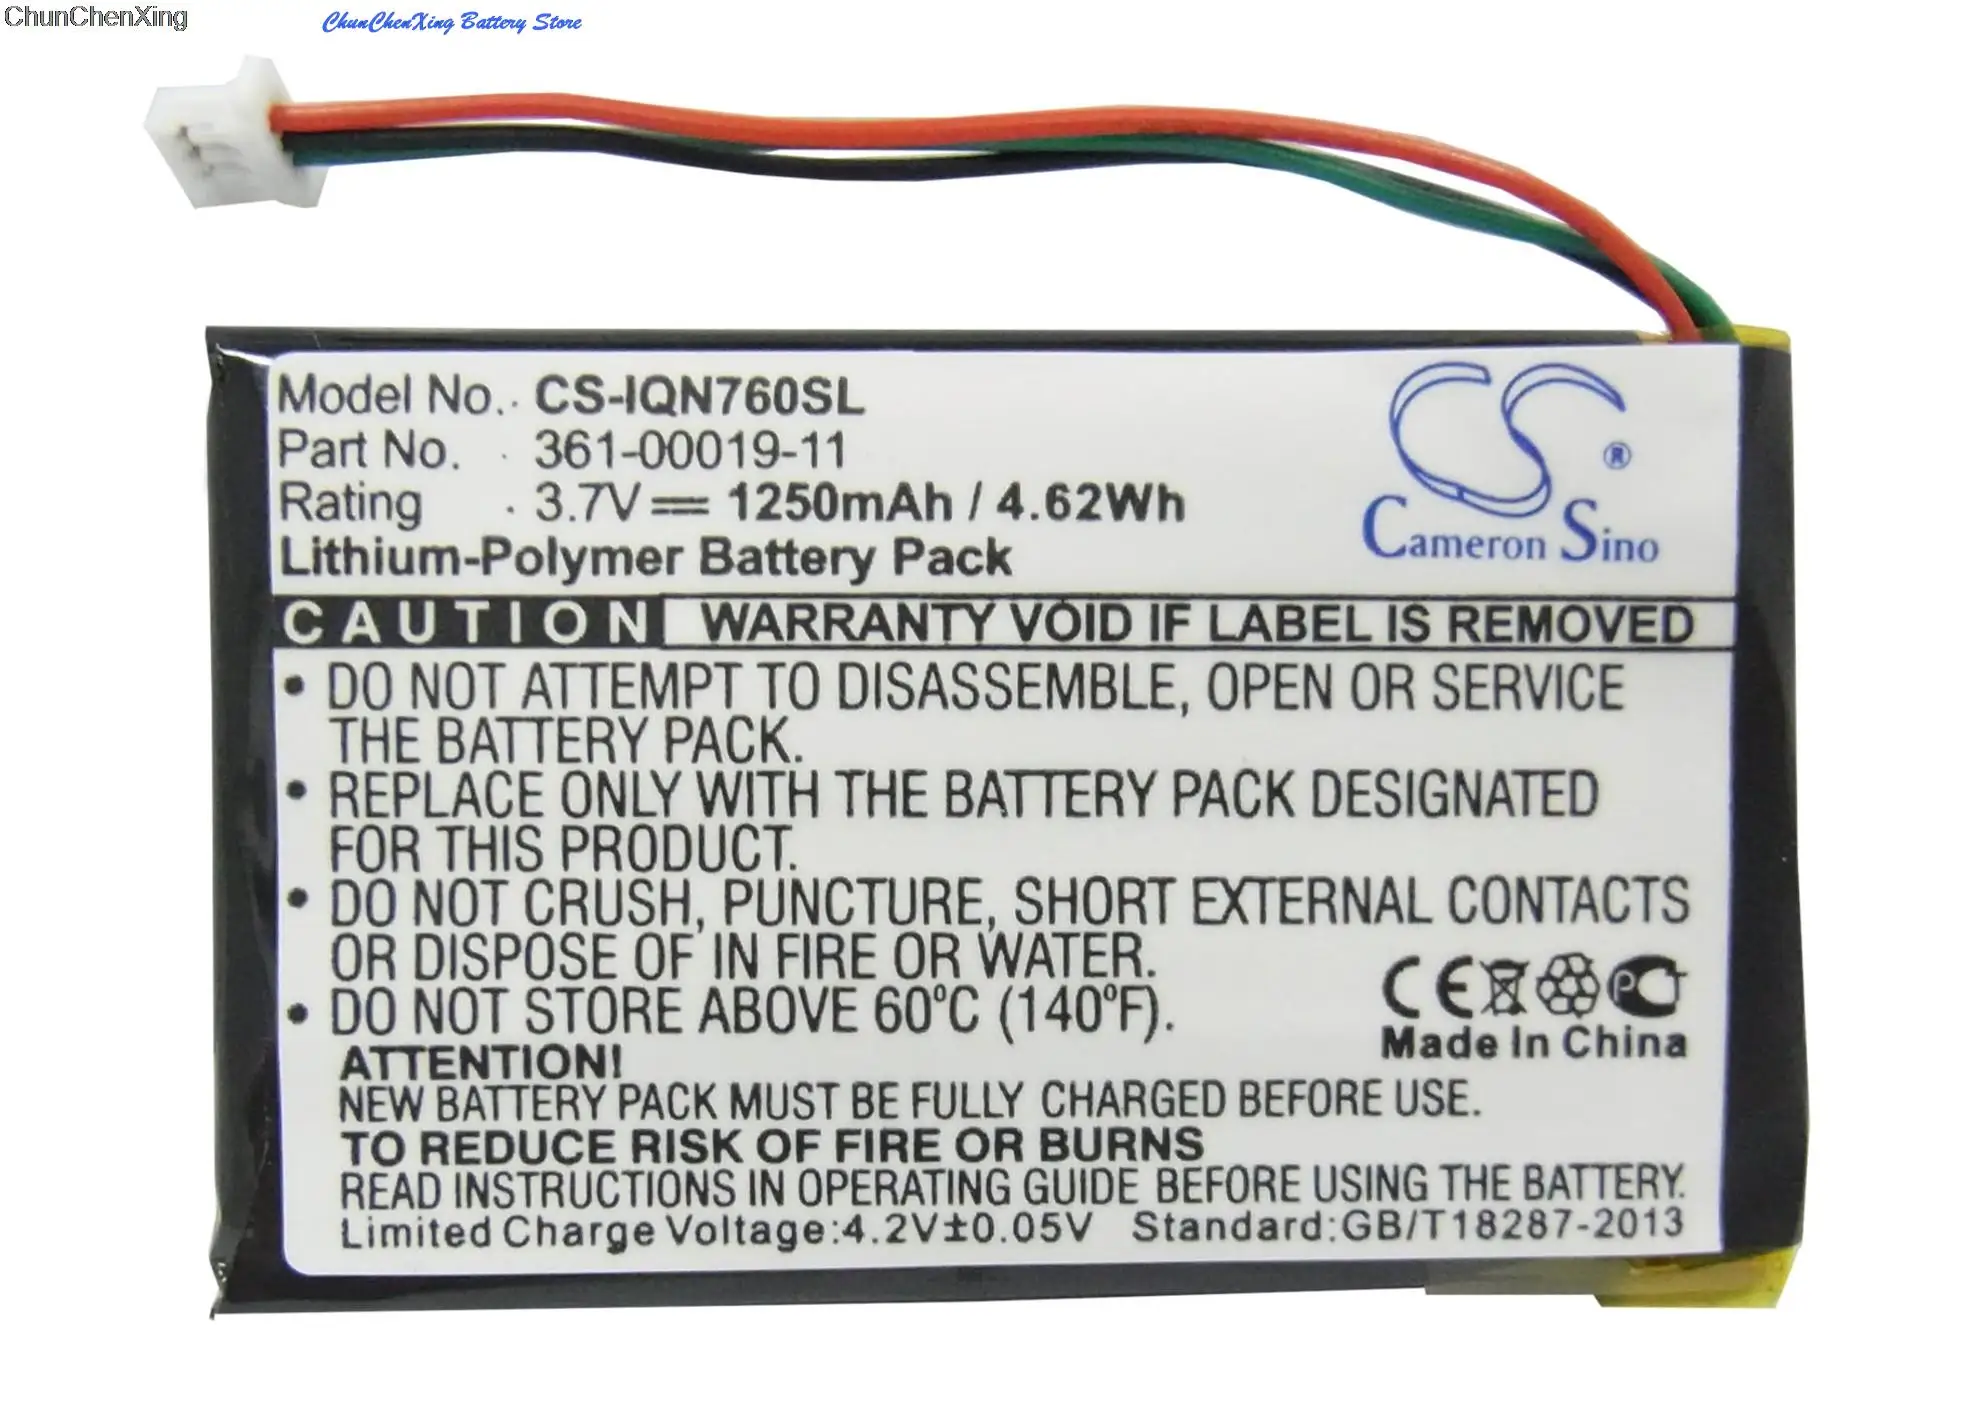 ChunChenXing
ChunChenXing Battery Store
Model No. · CS-IQN760SL
Part No. · 361-00019-11
Rating · 3.7V⎓ 1250mAh / 4.62Wh
Lithium-Polymer Battery Pack
CS ®
Cameron Sino
CAUTION WARRANTY VOID IF LABEL IS REMOVED
• DO NOT ATTEMPT TO DISASSEMBLE, OPEN OR SERVICE
THE BATTERY PACK.
• REPLACE ONLY WITH THE BATTERY PACK DESIGNATED
FOR THIS PRODUCT.
• DO NOT CRUSH, PUNCTURE, SHORT EXTERNAL CONTACTS
OR DISPOSE OF IN FIRE OR WATER.
• DO NOT STORE ABOVE 60ºC (140ºF).
CE PCT
Made In China
ATTENTION!
NEW BATTERY PACK MUST BE FULLY CHARGED BEFORE USE.
TO REDUCE RISK OF FIRE OR BURNS
READ INSTRUCTIONS IN OPERATING GUIDE BEFORE USING THE BATTERY.
Limited Charge Voltage:4.2V±0.05V Standard:GB/T18287-2013